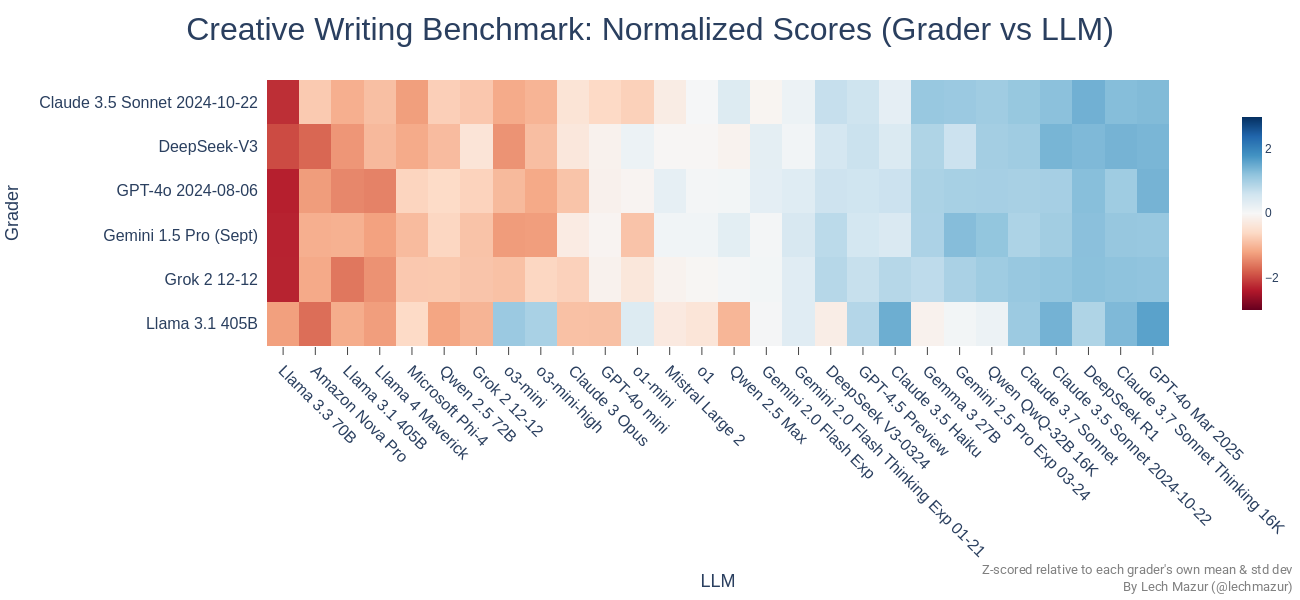 Creative Writing Benchmark: Normalized Scores (Grader vs LLM)
Grader
Claude 3.5 Sonnet 2024-10-22
DeepSeek-V3
GPT-4o 2024-08-06
Gemini 1.5 Pro (Sept)
Grok 2 12-12
Llama 3.1 405B
2
0
−2
Llama 3.3 70B
Amazon Nova Pro
Llama 3.1 405B
Llama 4 Maverick
Microsoft Phi-4
Qwen 2.5 72B
Grok 2 12-12
o3-mini
o3-mini-high
Claude 3 Opus
GPT-4o mini
o1-mini
Mistral Large 2
o1
Qwen 2.5 Max
Gemini 2.0 Flash Exp
Gemini 2.0 Flash Thinking Exp 01-21
DeepSeek V3-0324
GPT-4.5 Preview
Claude 3.5 Haiku
Gemma 3 27B
Gemini 2.5 Pro Exp 03-24
Qwen QwQ-32B 16K
Claude 3.7 Sonnet
Claude 3.5 Sonnet 2024-10-22
DeepSeek R1
Claude 3.7 Sonnet Thinking 16K
GPT-4o Mar 2025
LLM
Z-scored relative to each grader's own mean & std dev
By Lech Mazur (@lechmazur)